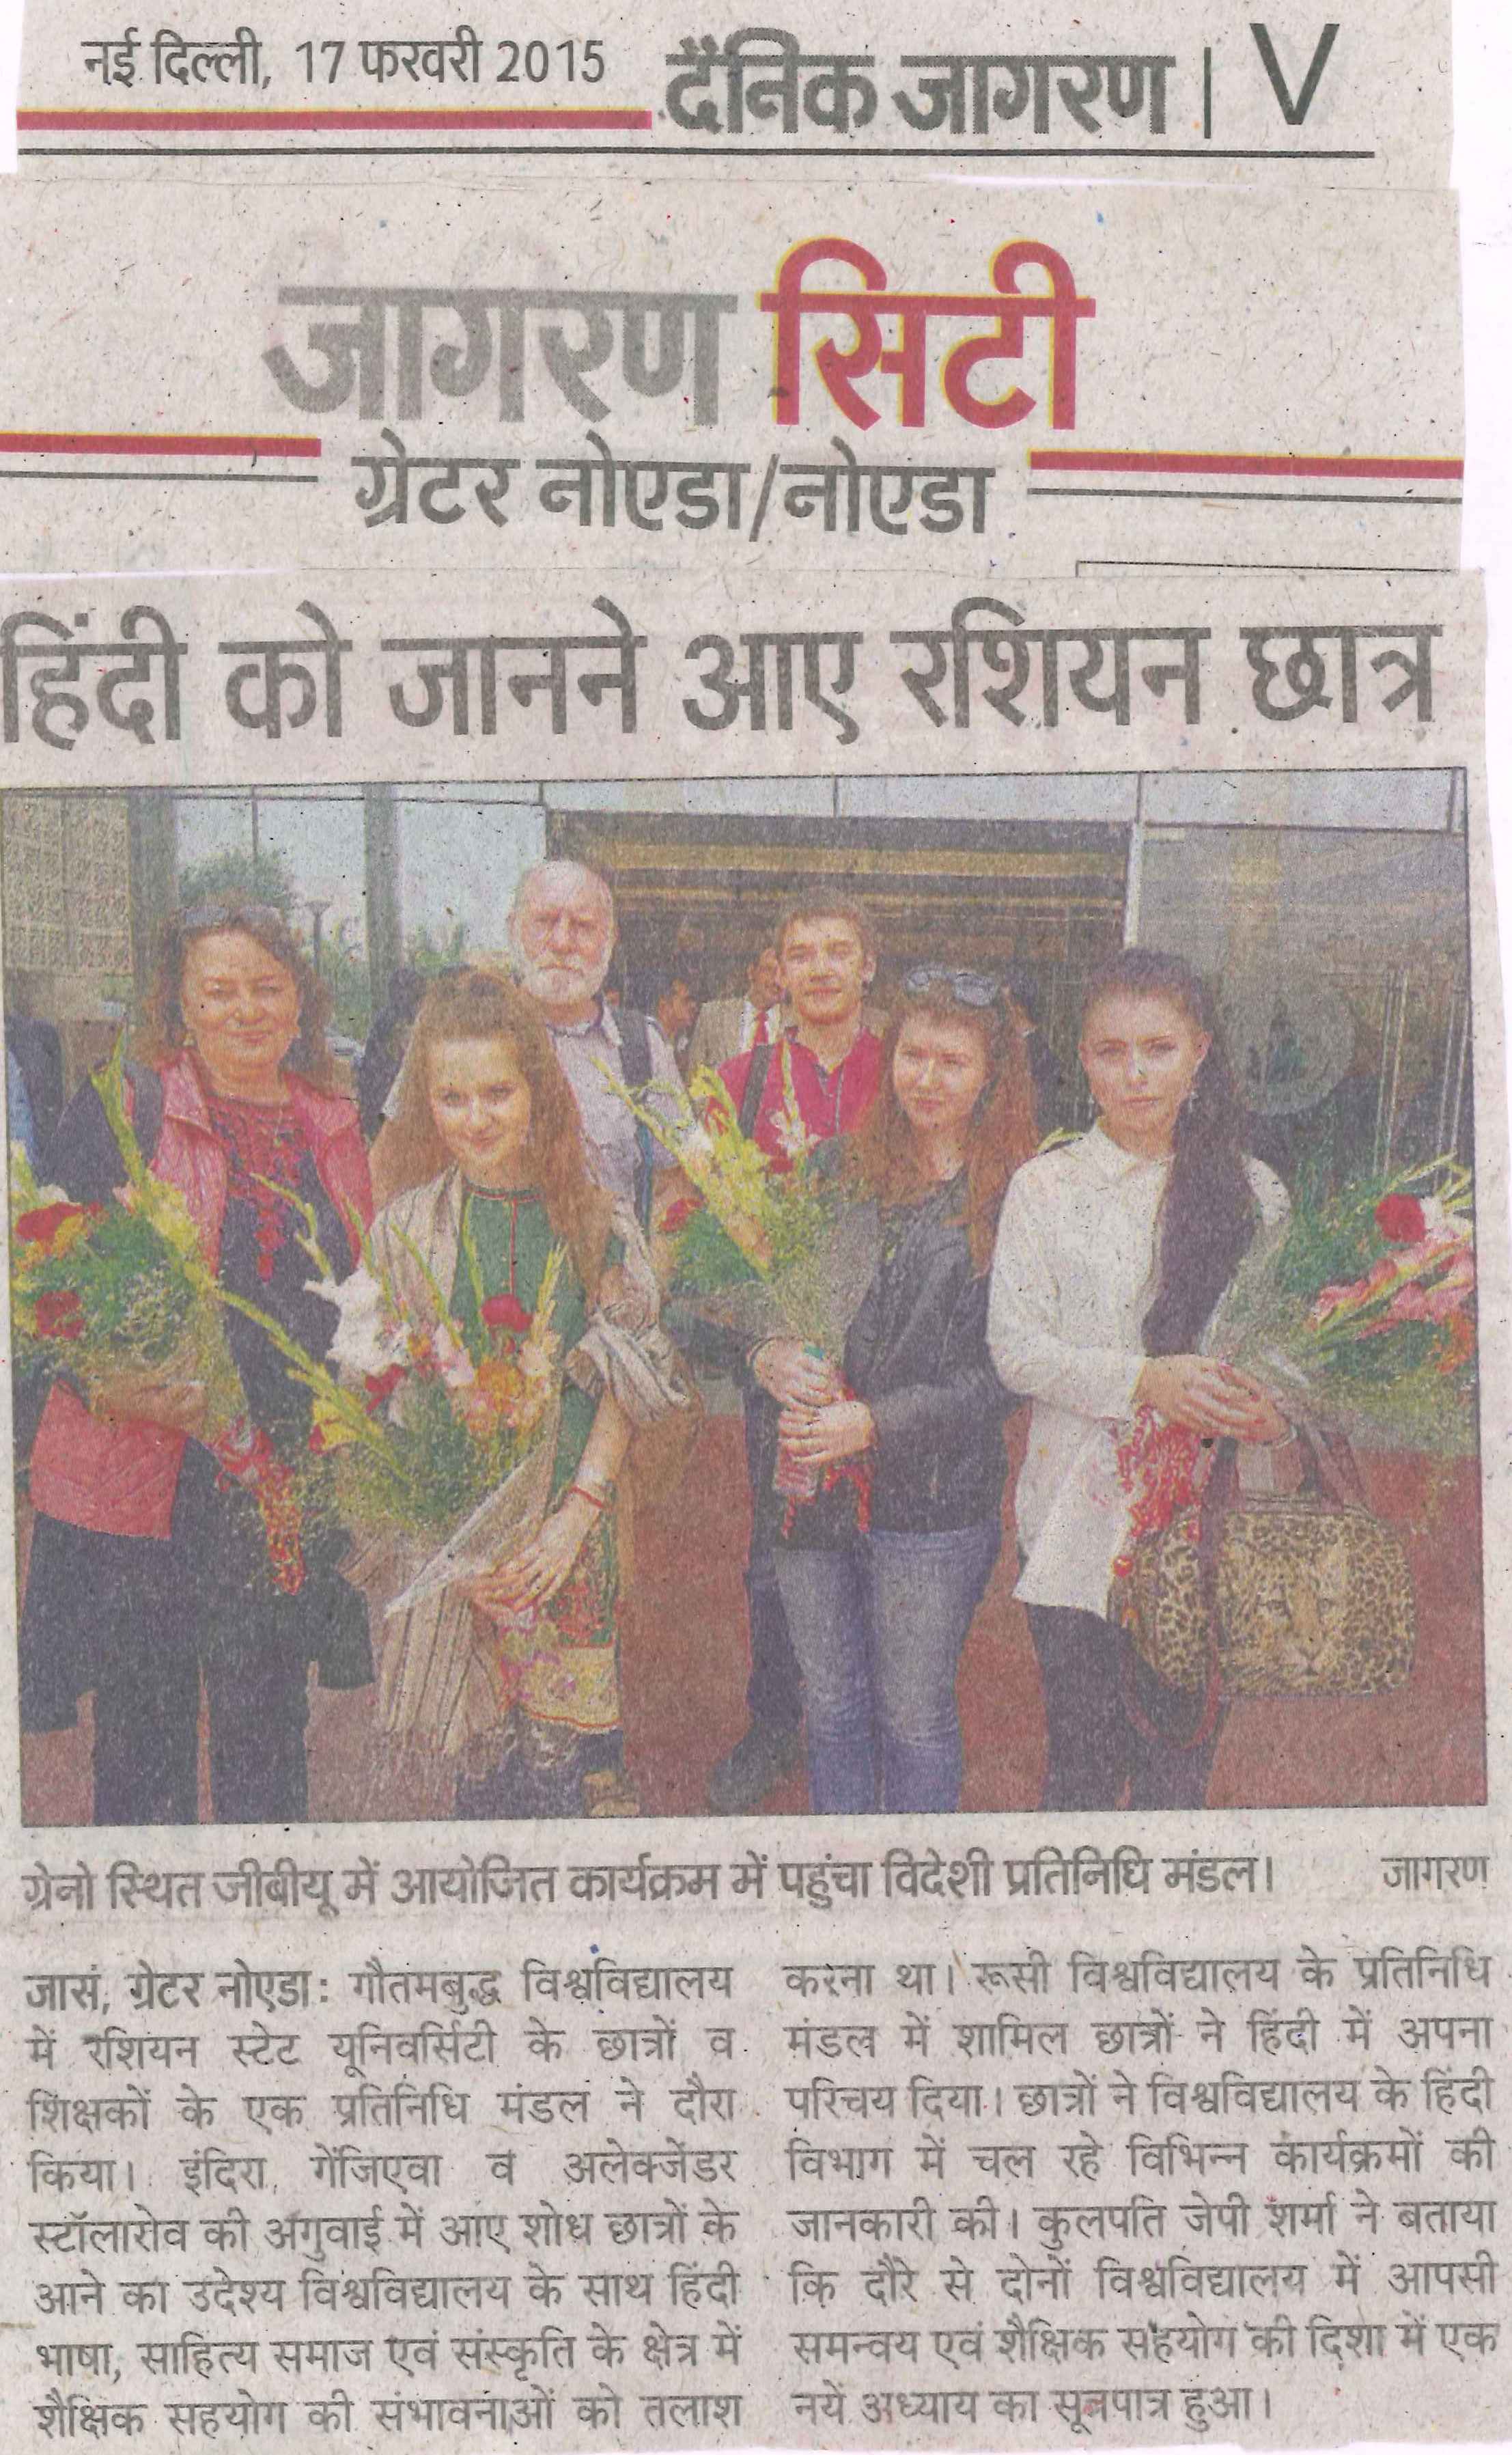 नई दिल्ली, 17 फरवरी 2015 दैनिक जागरण | V
जागरण सिटी
ग्रेटर नोएडा/नोएडा
हिंदी को जानने आए रशियन छात्र
ग्रेनो स्थित जीबीयू में आयोजित कार्यक्रम में पहुंचा विदेशी प्रतिनिधि मंडल। जागरण
जासं, ग्रेटर नोएडा: गौतमबुद्ध विश्वविद्यालय
में रशियन स्टेट यूनिवर्सिटी के छात्रों व
शिक्षकों के एक प्रतिनिधि मंडल ने दौरा
किया। इंदिरा, गेंजिएवा व अलेक्जेंडर
स्टॉलारोव की अगुवाई में आए शोध छात्रों के
आने का उदेश्य विश्वविद्यालय के साथ हिंदी
भाषा, साहित्य समाज एवं संस्कृति के क्षेत्र में
शैक्षिक सहयोग की संभावनाओं को तलाश
करना था। रूसी विश्वविद्यालय के प्रतिनिधि
मंडल में शामिल छात्रों ने हिंदी में अपना
परिचय दिया। छात्रों ने विश्वविद्यालय के हिंदी
विभाग में चल रहे विभिन्न कार्यक्रमों की
जानकारी की। कुलपति जेपी शर्मा ने बताया
कि दौरे से दोनों विश्वविद्यालय में आपसी
समन्वय एवं शैक्षिक सहयोग की दिशा में एक
नये अध्याय का सूत्रपात्र हुआ।